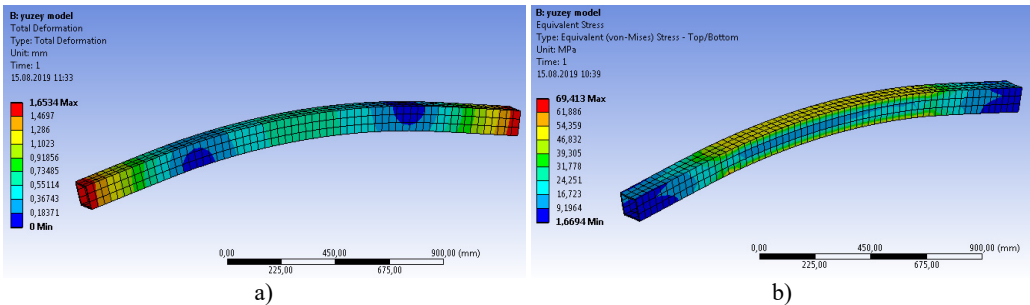 B: yuzey model
Total Deformation
Type: Total Deformation
Unit: mm
Time: 1
15.08.2019 11:33
1,6534 Max
1,4697
1,286
1,1023
0,91856
0,73485
0,55114
0,36743
0,18371
0 Min
0,00
450,00
900,00 (mm)
225,00
675,00
a)
B: yuzey model
Equivalent Stress
Type: Equivalent (von-Mises) Stress - Top/Bottom
Unit: MPa
Time: 1
15.08.2019 10:39
69,413 Max
61,886
54,359
46,832
39,305
31,778
24,251
16,723
9,1964
1,6694 Min
0,00
450,00
900,00 (mm)
225,00
675,00
b)